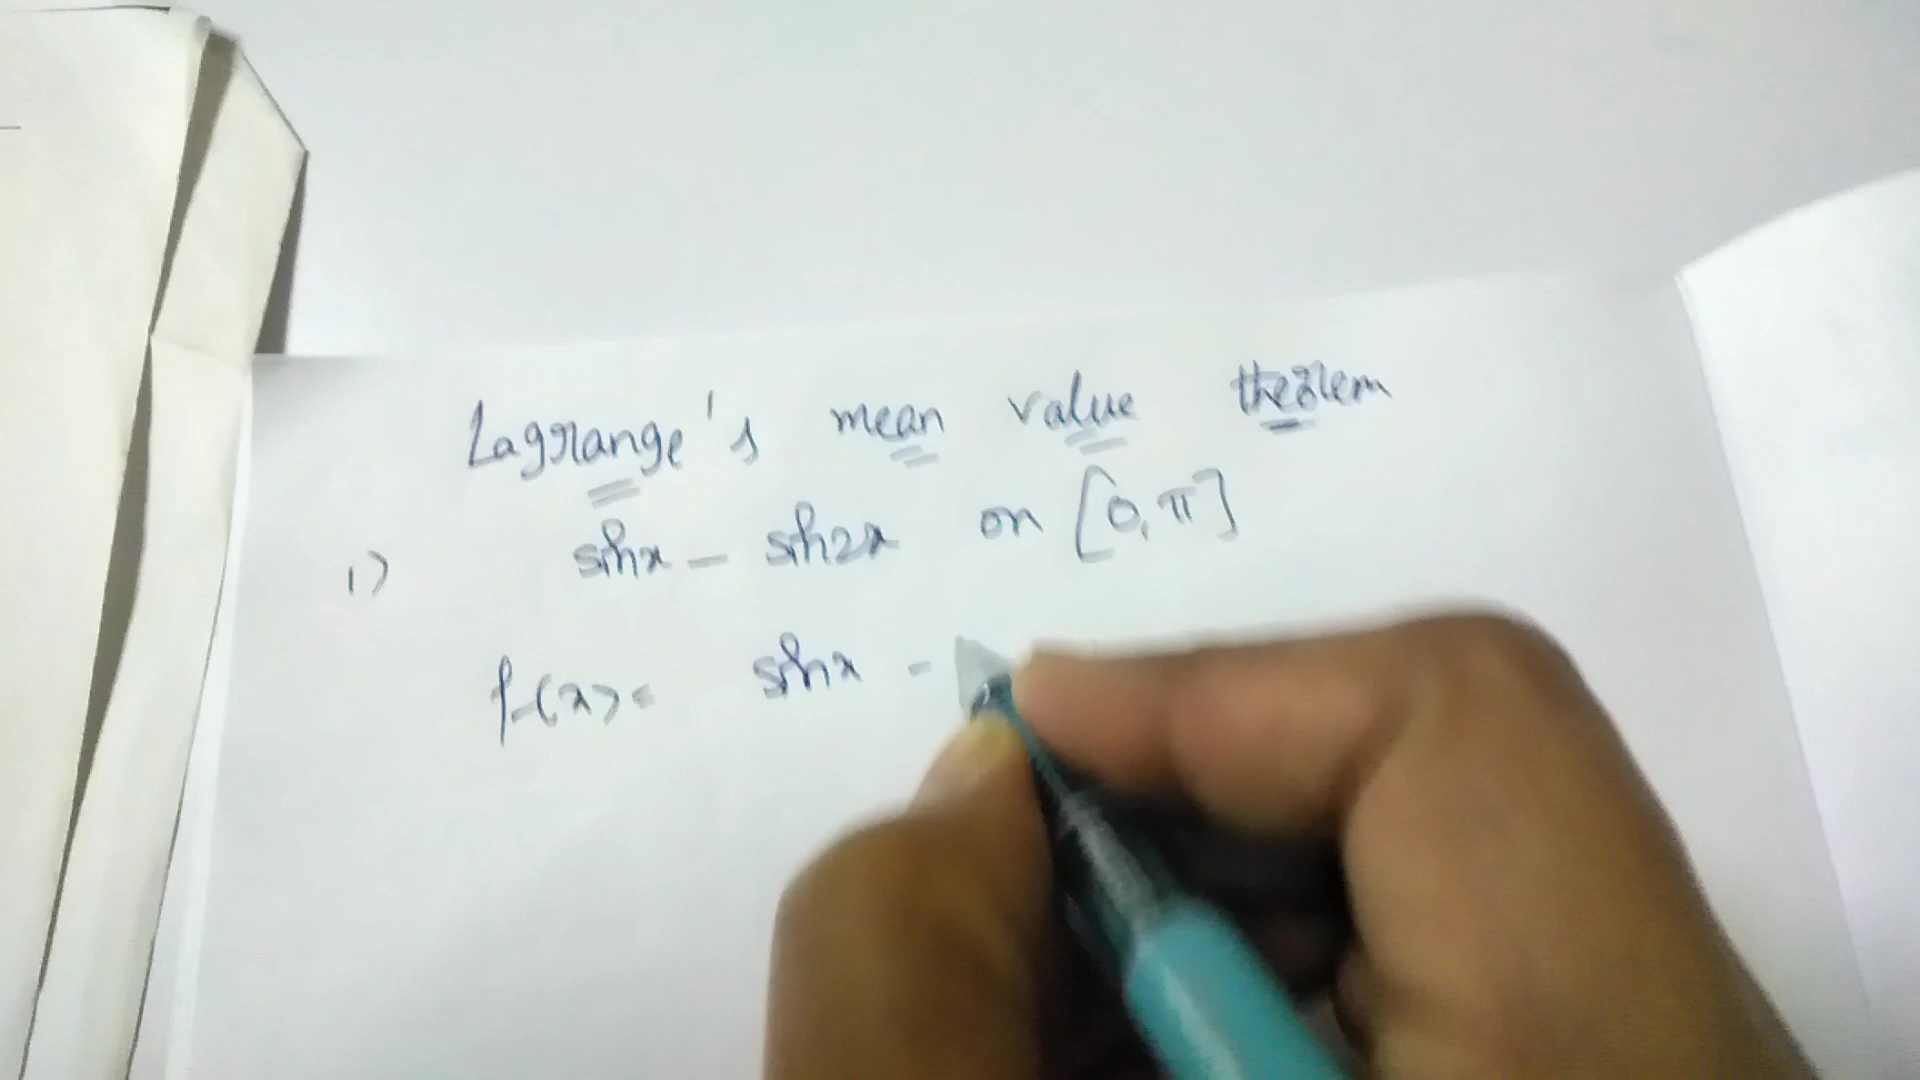 Lagrange's mean value theorem
1) sinx - sin2x on [0, π]
f(x) = sinx -